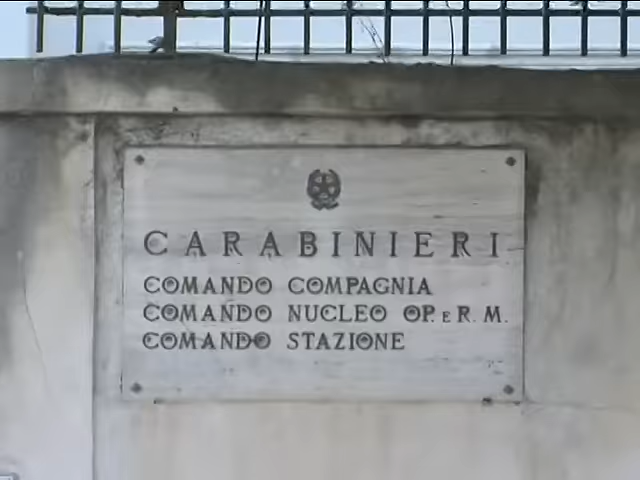 CARABINIERI
COMANDO COMPAGNIA
COMANDO NUCLEO OP. E R. M.
COMANDO STAZIONE